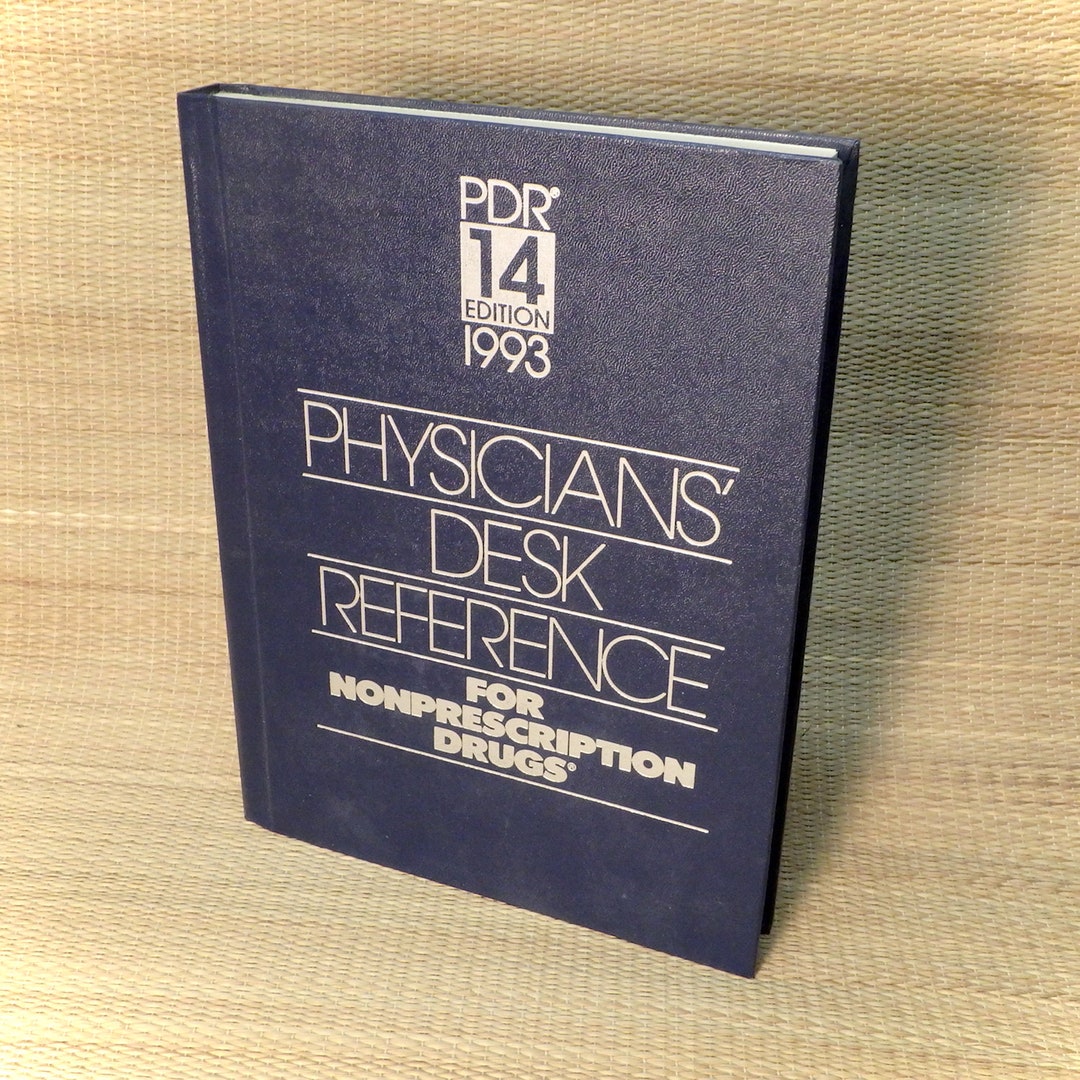 PDR®
14
EDITION
1993
PHYSICIANS'
DESK
REFERENCE
FOR
NONPRESCRIPTION
DRUGS®